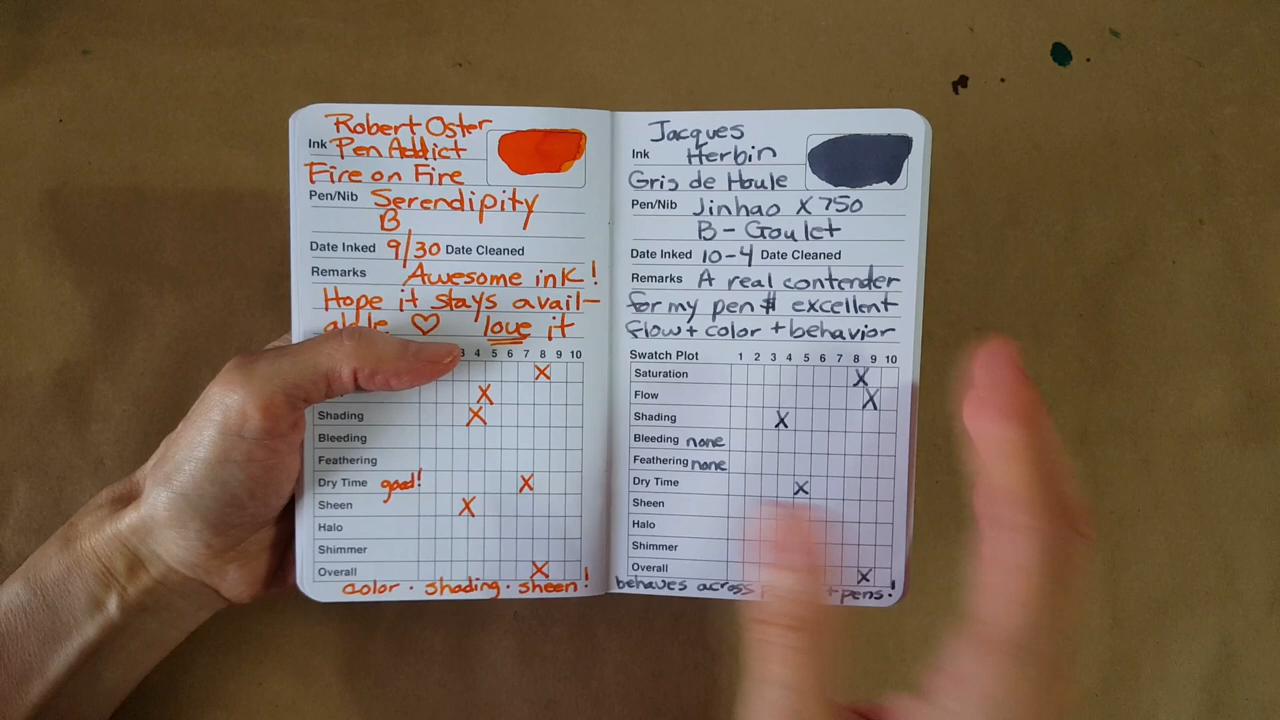 Robert Oster
Ink Pen Addict
Fire on Fire
Pen/Nib Serendipity
B
Date Inked 9/30 Date Cleaned
Remarks Awesome ink!
Hope it stays avail-
able ♡ love it
3 4 5 6 7 8 9 10
Shading
Bleeding
Feathering
Dry Time good!
Sheen
Halo
Shimmer
Overall
color · shading · sheen!
Jacques
Ink Herbin
Gris de Houle
Pen/Nib Jinhao X750
B - Goulet
Date Inked 10-4 Date Cleaned
Remarks A real contender
for my pen # excellent
flow + color + behavior
Swatch Plot 1 2 3 4 5 6 7 8 9 10
Saturation
Flow
Shading
Bleeding none
Feathering none
Dry Time
Sheen
Halo
Shimmer
Overall
behaves across + pens!